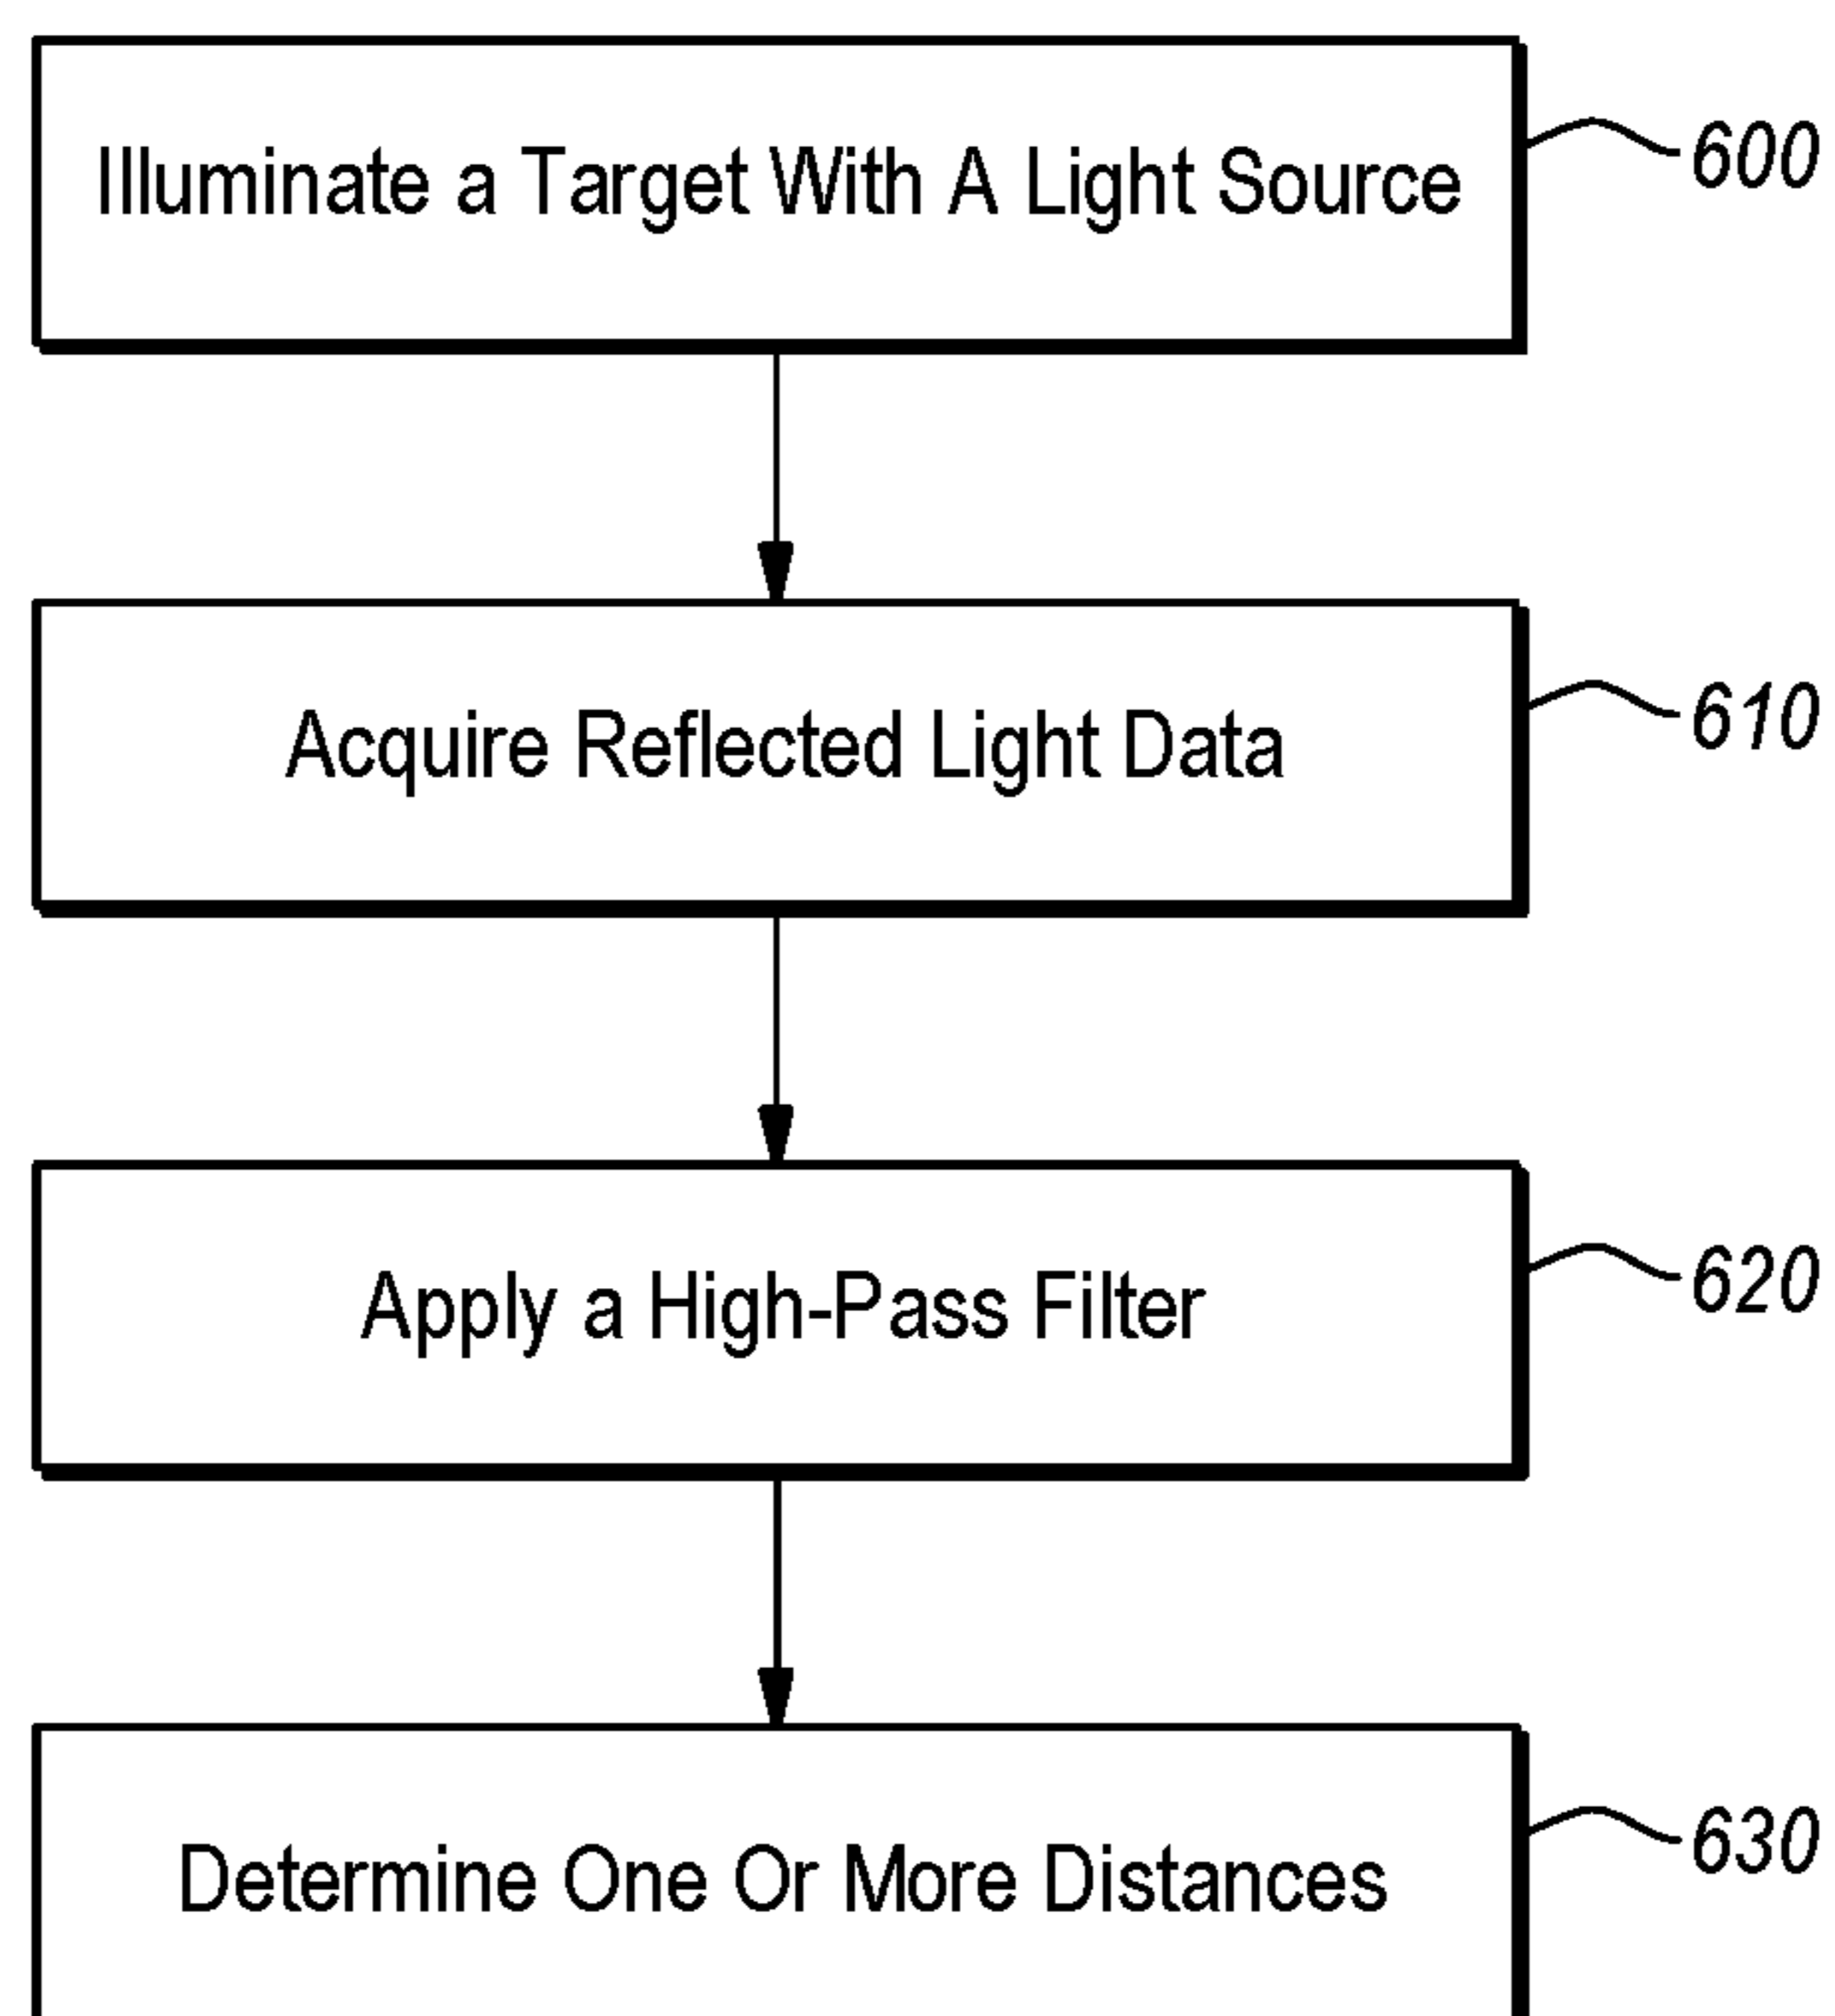 Illuminate a Target With A Light Source
600
Acquire Reflected Light Data
610
Apply a High-Pass Filter
620
Determine One Or More Distances
630